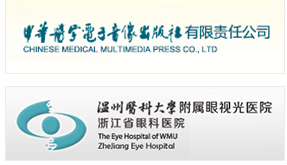 中华医学电子音像出版社有限责任公司
CHINESE MEDICAL MULTIMEDIA PRESS CO., LTD
温州医科大学附属眼视光医院
浙江省眼科医院
The Eye Hospital of WMU
Zhejiang Eye Hospital